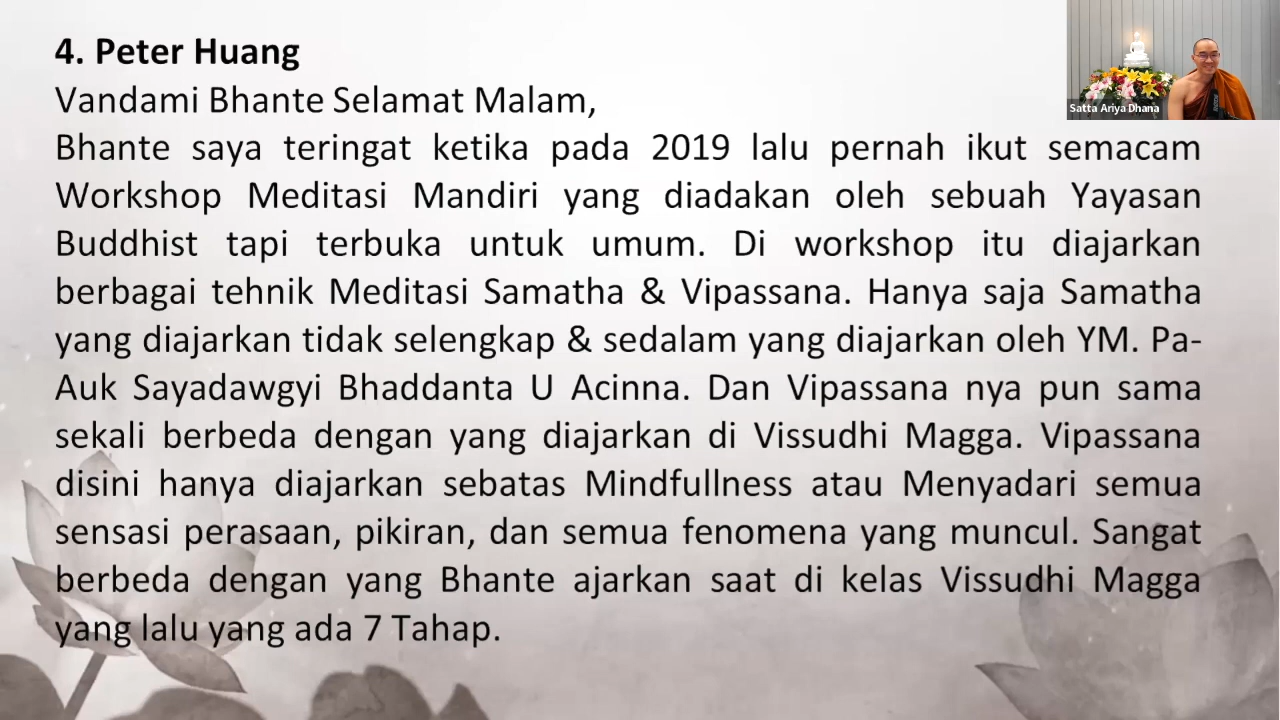 4. Peter Huang
Vandami Bhante Selamat Malam,
Bhante saya teringat ketika pada 2019 lalu pernah ikut semacam
Workshop Meditasi Mandiri yang diadakan oleh sebuah Yayasan
Buddhist tapi terbuka untuk umum. Di workshop itu diajarkan
berbagai tehnik Meditasi Samatha & Vipassana. Hanya saja Samatha
yang diajarkan tidak selengkap & sedalam yang diajarkan oleh YM. Pa-
Auk Sayadawgyi Bhaddanta U Acinna. Dan Vipassana nya pun sama
sekali berbeda dengan yang diajarkan di Vissudhi Magga. Vipassana
disini hanya diajarkan sebatas Mindfullness atau Menyadari semua
sensasi perasaan, pikiran, dan semua fenomena yang muncul. Sangat
berbeda dengan yang Bhante ajarkan saat di kelas Vissudhi Magga
yang lalu yang ada 7 Tahap.
Satta Ariya Dhana